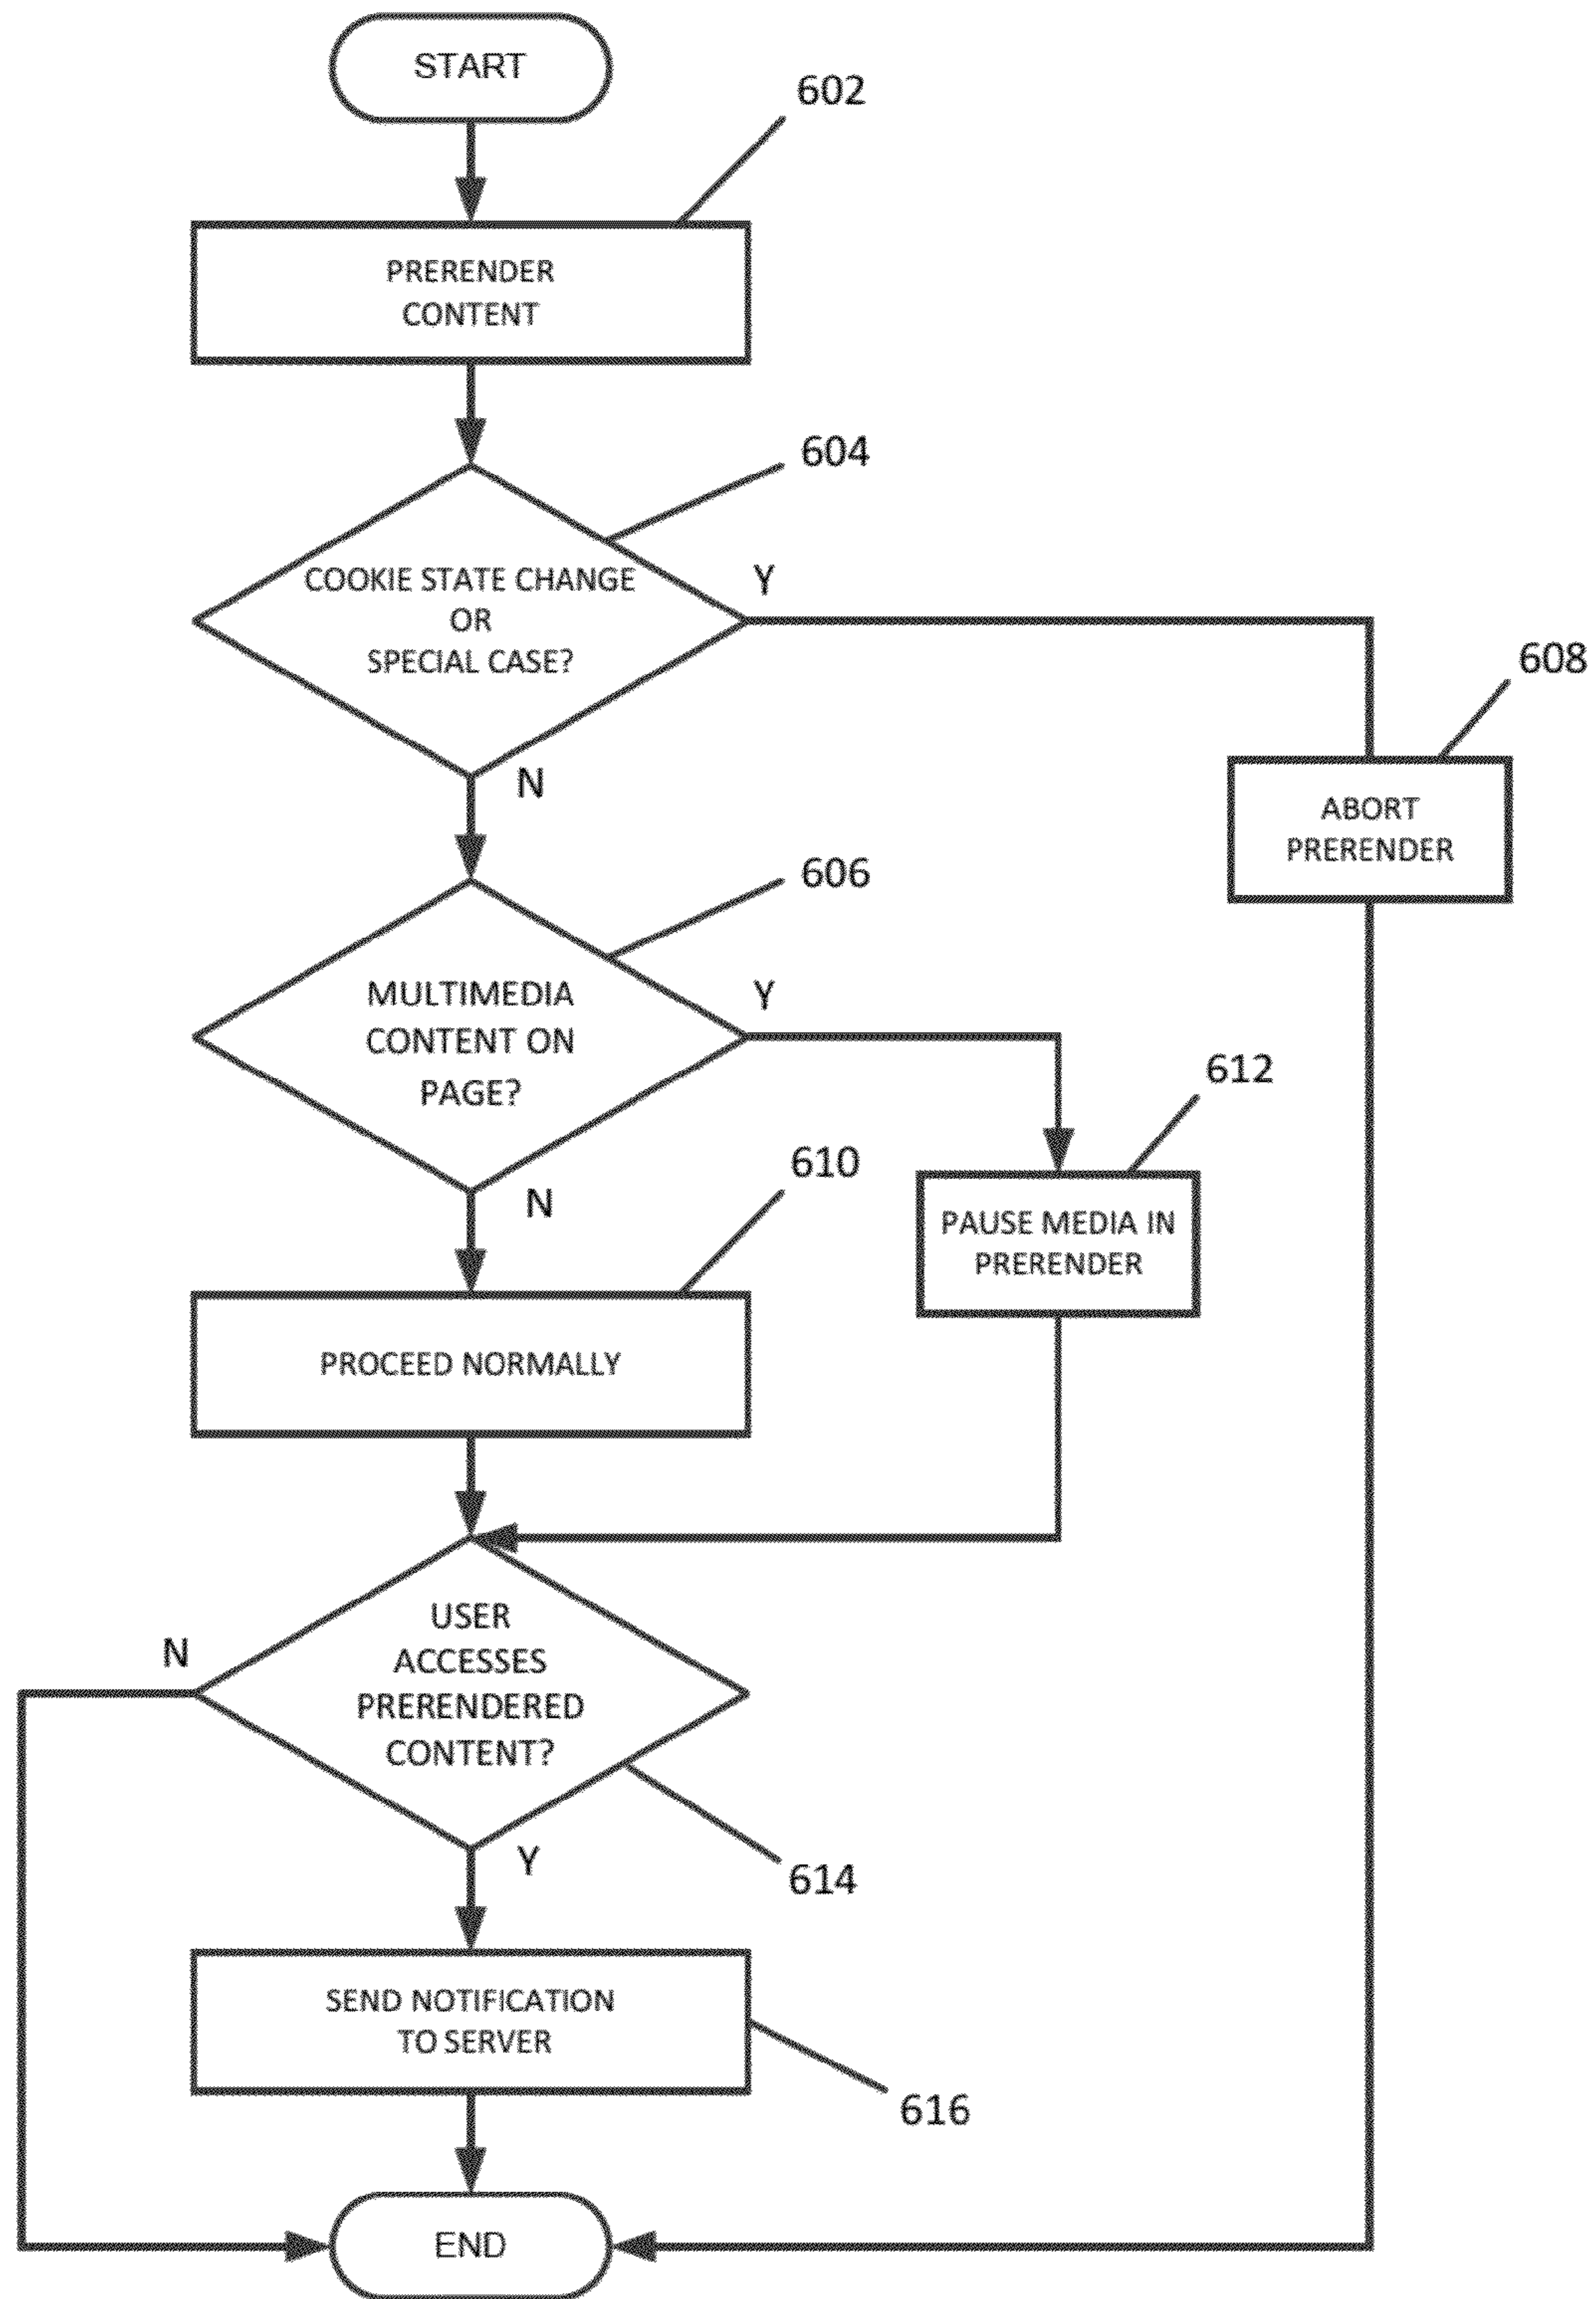 START
602
PRERENDER
CONTENT
604
COOKIE STATE CHANGE
OR
SPECIAL CASE?
Y
N
608
ABORT
PRERENDER
606
MULTIMEDIA
CONTENT ON
PAGE?
Y
N
612
PAUSE MEDIA IN
PRERENDER
610
PROCEED NORMALLY
USER
ACCESSES
PRERENDERED
CONTENT?
N
Y
614
SEND NOTIFICATION
TO SERVER
616
END